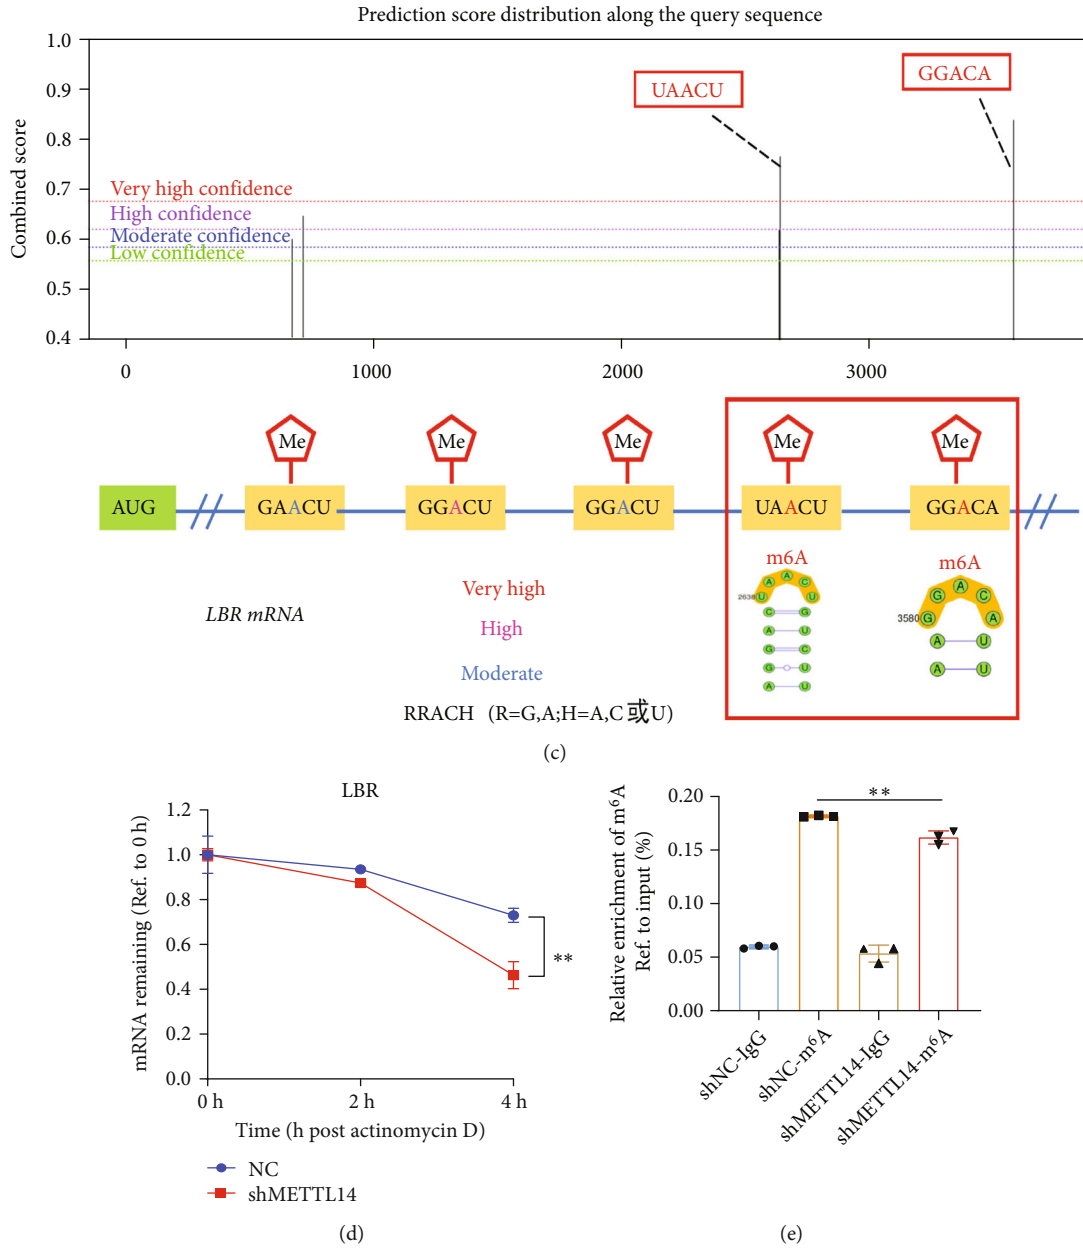 Prediction score distribution along the query sequence
Combined score
1.0
0.9
0.8
0.7
0.6
0.5
0.4
UAACU
GGACA
Very high confidence
High confidence
Moderate confidence
Low confidence
0 1000 2000 3000
Me Me Me Me Me
AUG GAACU GGACU GGACU UAACU GGACA
m6A m6A
2638 U A A C U
C G
A U
G C
G U
A U
3580 G G A C A
A U
A U
LBR mRNA
Very high
High
Moderate
RRACH (R=G,A;H=A,C或U)
(c)
LBR
mRNA remaining (Ref. to 0 h)
1.2
1.0
0.8
0.6
0.4
0.2
0.0
**
0 h 2 h 4 h
Time (h post actinomycin D)
NC
shMETTL14
(d)
Relative enrichment of m⁶A
Ref. to input (%)
0.20
0.15
0.10
0.05
0.00
**
shNC-IgG
shNC-m⁶A
shMETTL14-IgG
shMETTL14-m⁶A
(e)